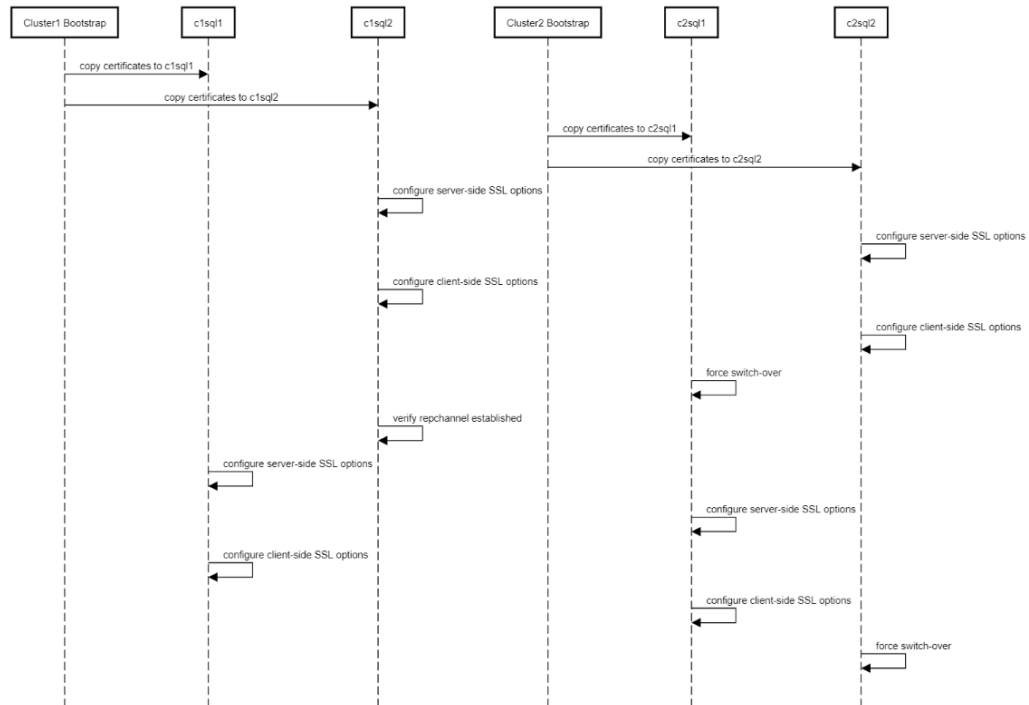 Cluster1 Bootstrap
c1sql1
c1sql2
Cluster2 Bootstrap
c2sql1
c2sql2
copy certificates to c1sql1
copy certificates to c1sql2
copy certificates to c2sql1
copy certificates to c2sql2
configure server-side SSL options
configure server-side SSL options
configure client-side SSL options
configure client-side SSL options
force switch-over
verify repchannel established
configure server-side SSL options
configure server-side SSL options
configure client-side SSL options
configure client-side SSL options
force switch-over